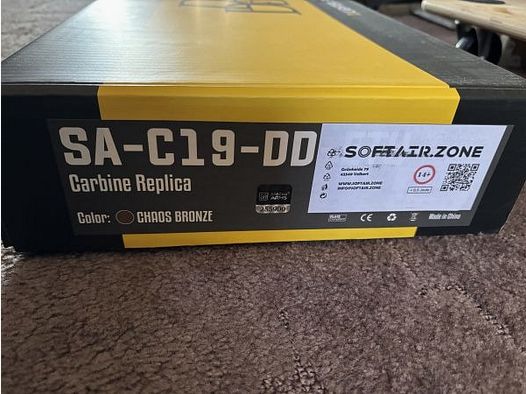 SA-C19-DD
Carbine Replica
Color: CHAOS BRONZE
SOFTAIR.ZONE
WWW.SOFTAIR.ZONE
INFO@SOFTAIR.ZONE
14+
Made in China